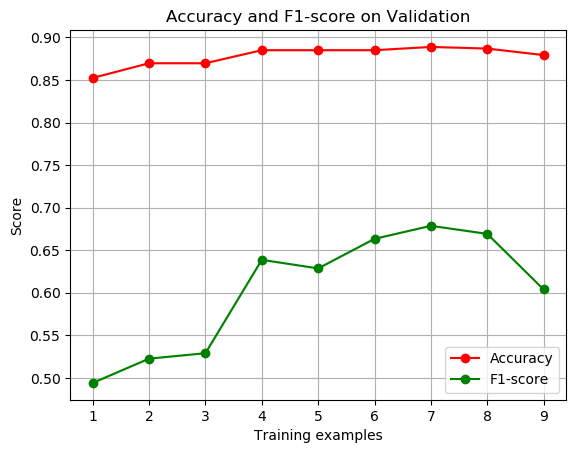 Accuracy and F1-score on Validation
0.90
0.85
0.80
0.75
0.70
0.65
0.60
0.55
0.50
Score
Accuracy
F1-score
1 2 3 4 5 6 7 8 9
Training examples